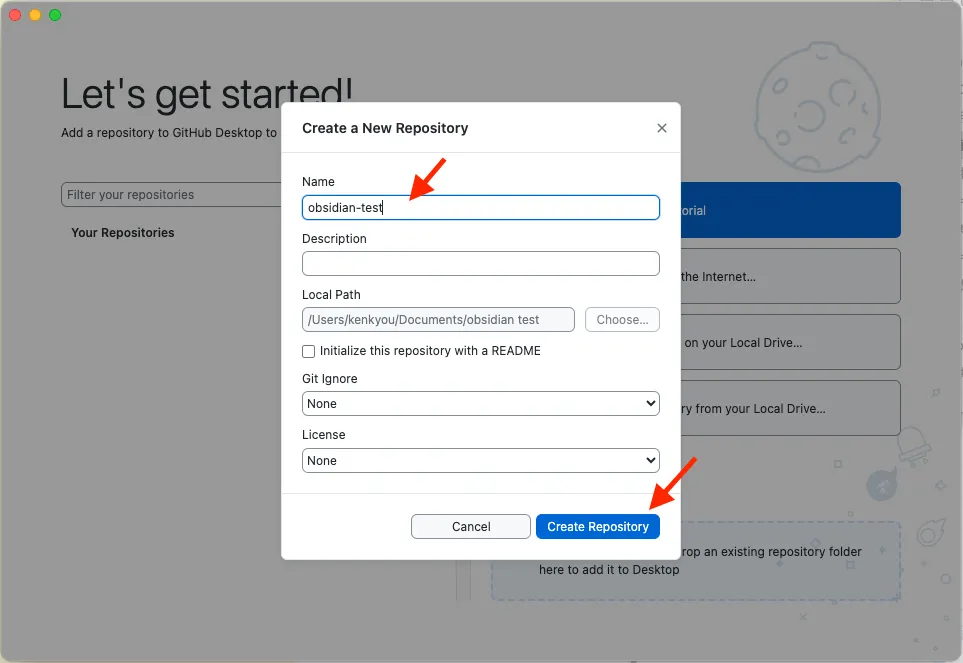 Let's get started!
Add a repository to GitHub Desktop to
Filter your repositories
Your Repositories
Create a New Repository
Name
obsidian-test
Description
Local Path
/Users/kenkyou/Documents/obsidian test
Choose...
Initialize this repository with a README
Git Ignore
None
License
None
Cancel
Create Repository
orial
the Internet...
on your Local Drive...
ry from your Local Drive...
rop an existing repository folder
here to add it to Desktop